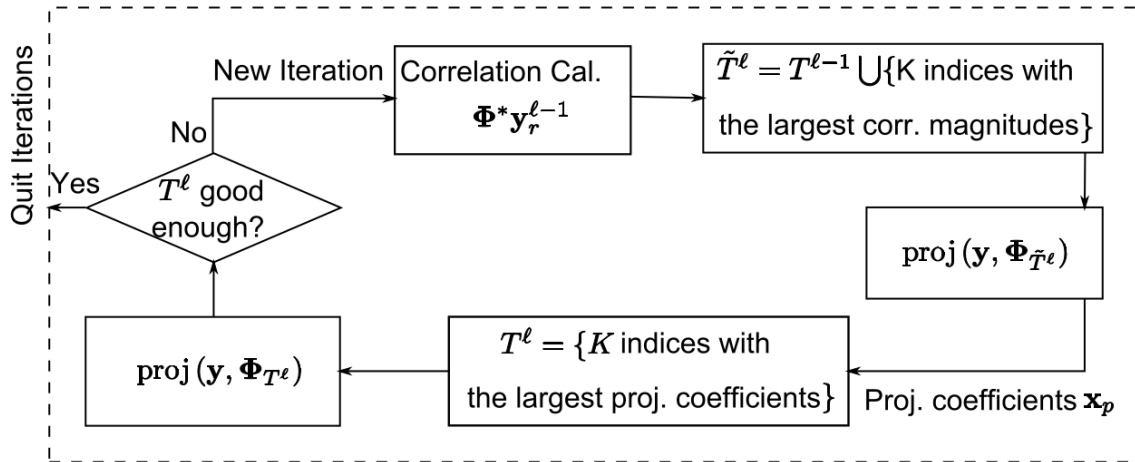 New Iteration
Correlation Cal.
Φ*y_r^{ℓ-1}
T̃^ℓ = T^{ℓ-1} ⋃{K indices with
the largest corr. magnitudes}
No
Yes
Quit Iterations
T^ℓ good
enough?
proj (y, Φ_{T̃^ℓ})
proj (y, Φ_{T^ℓ})
T^ℓ = {K indices with
the largest proj. coefficients}
Proj. coefficients x_p